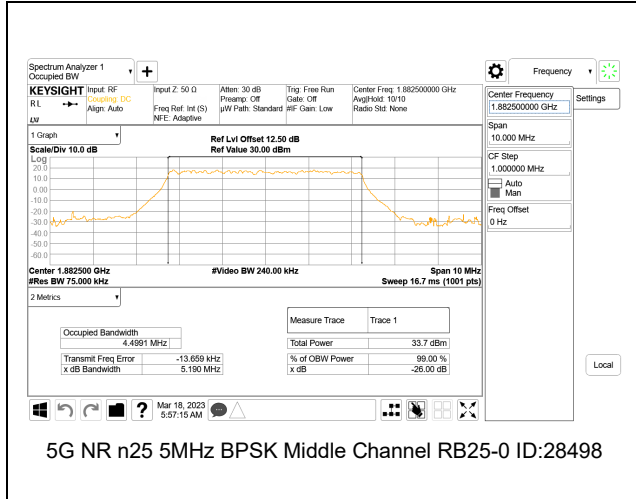 Spectrum Analyzer 1
Occupied BW
+
Frequency
KEYSIGHT
RL
LXI
Input: RF
Coupling: DC
Align: Auto
Input Z: 50 Ω
Freq Ref: Int (S)
NFE: Adaptive
Atten: 30 dB
Preamp: Off
µW Path: Standard
Trig: Free Run
Gate: Off
#IF Gain: Low
Center Freq: 1.882500000 GHz
Avg|Hold: 10/10
Radio Std: None
Center Frequency
1.882500000 GHz
Settings
Span
10.000 MHz
CF Step
1.000000 MHz
Auto
Man
Freq Offset
0 Hz
1 Graph
Scale/Div 10.0 dB
Ref Lvl Offset 12.50 dB
Ref Value 30.00 dBm
Log
20.0
10.0
0.00
-10.0
-20.0
-30.0
-40.0
-50.0
-60.0
Center 1.882500 GHz
#Video BW 240.00 kHz
Span 10 MHz
#Res BW 75.000 kHz
Sweep 16.7 ms (1001 pts)
2 Metrics
Measure Trace
Trace 1
Occupied Bandwidth
4.4991 MHz
Total Power
33.7 dBm
Transmit Freq Error
-13.659 kHz
% of OBW Power
99.00 %
x dB Bandwidth
5.190 MHz
x dB
-26.00 dB
Local
?
Mar 18, 2023
5:57:15 AM
5G NR n25 5MHz BPSK Middle Channel RB25-0 ID:28498